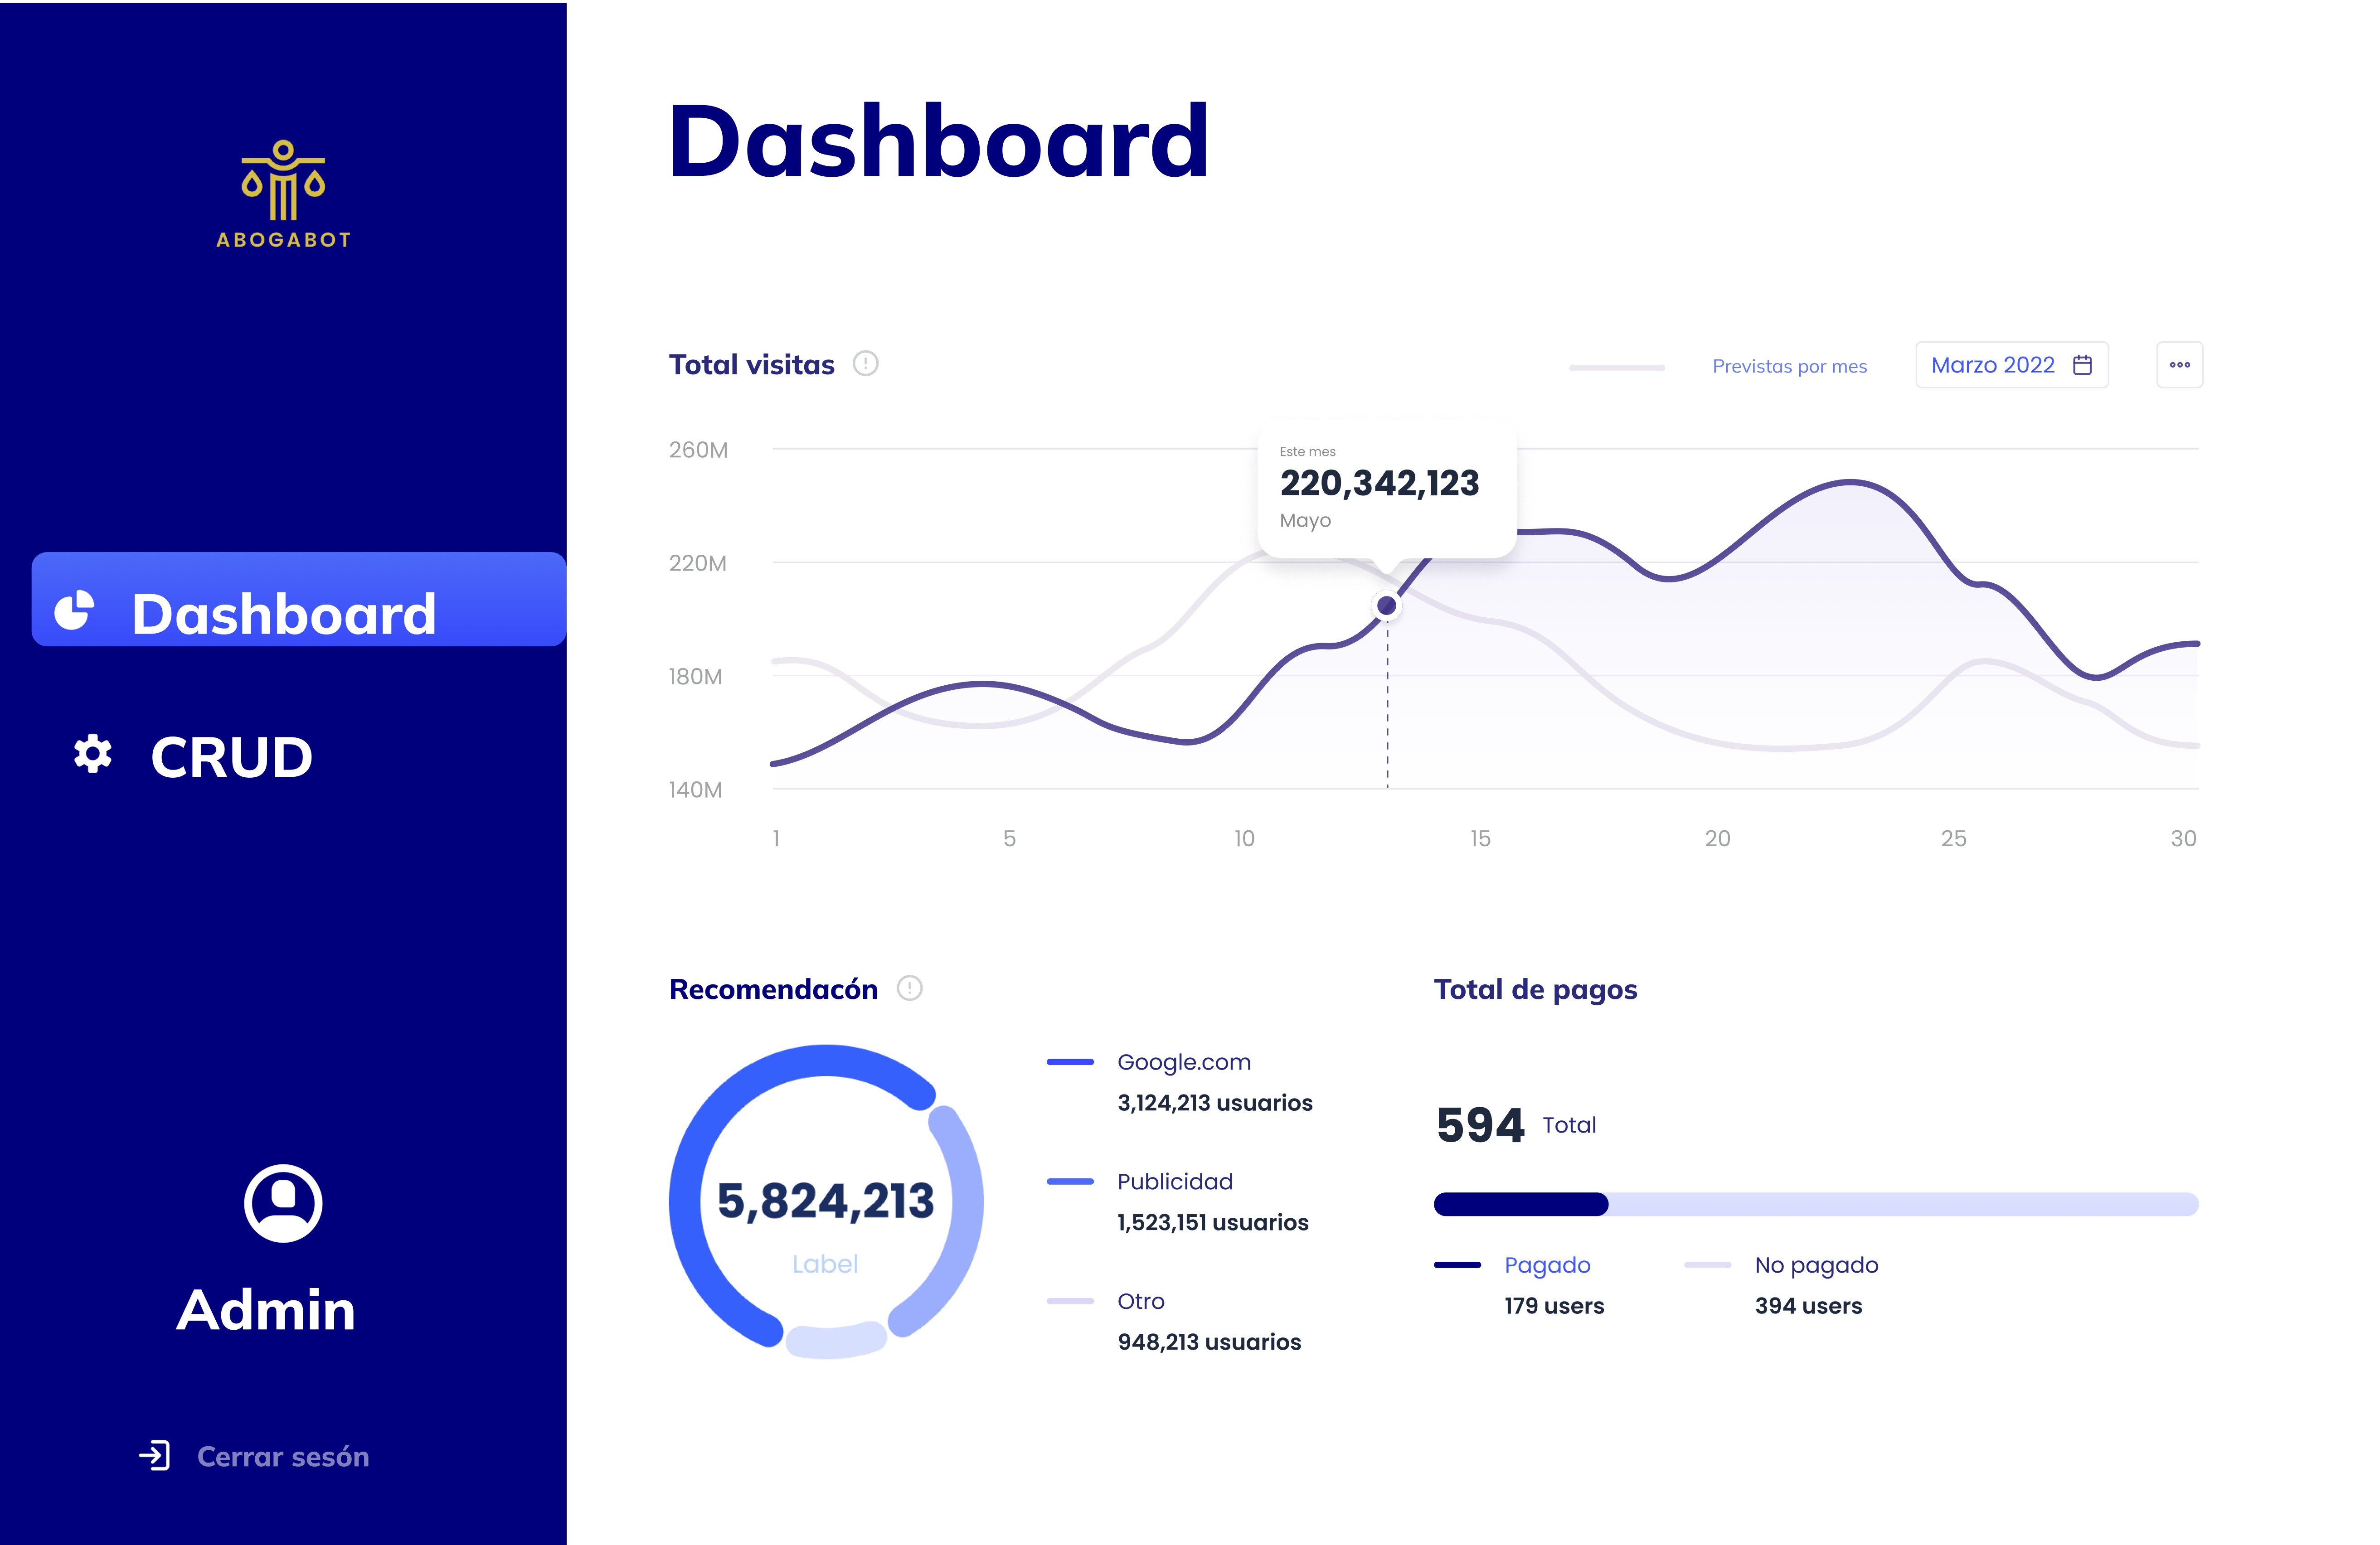 ABOGABOT
Dashboard
CRUD
Admin
Cerrar sesón
Dashboard
Total visitas
Previstas por mes
Marzo 2022
260M
220M
180M
140M
Este mes
220,342,123
Mayo
1 5 10 15 20 25 30
Recomendacón
5,824,213
Label
Google.com
3,124,213 usuarios
Publicidad
1,523,151 usuarios
Otro
948,213 usuarios
Total de pagos
594 Total
Pagado
179 users
No pagado
394 users